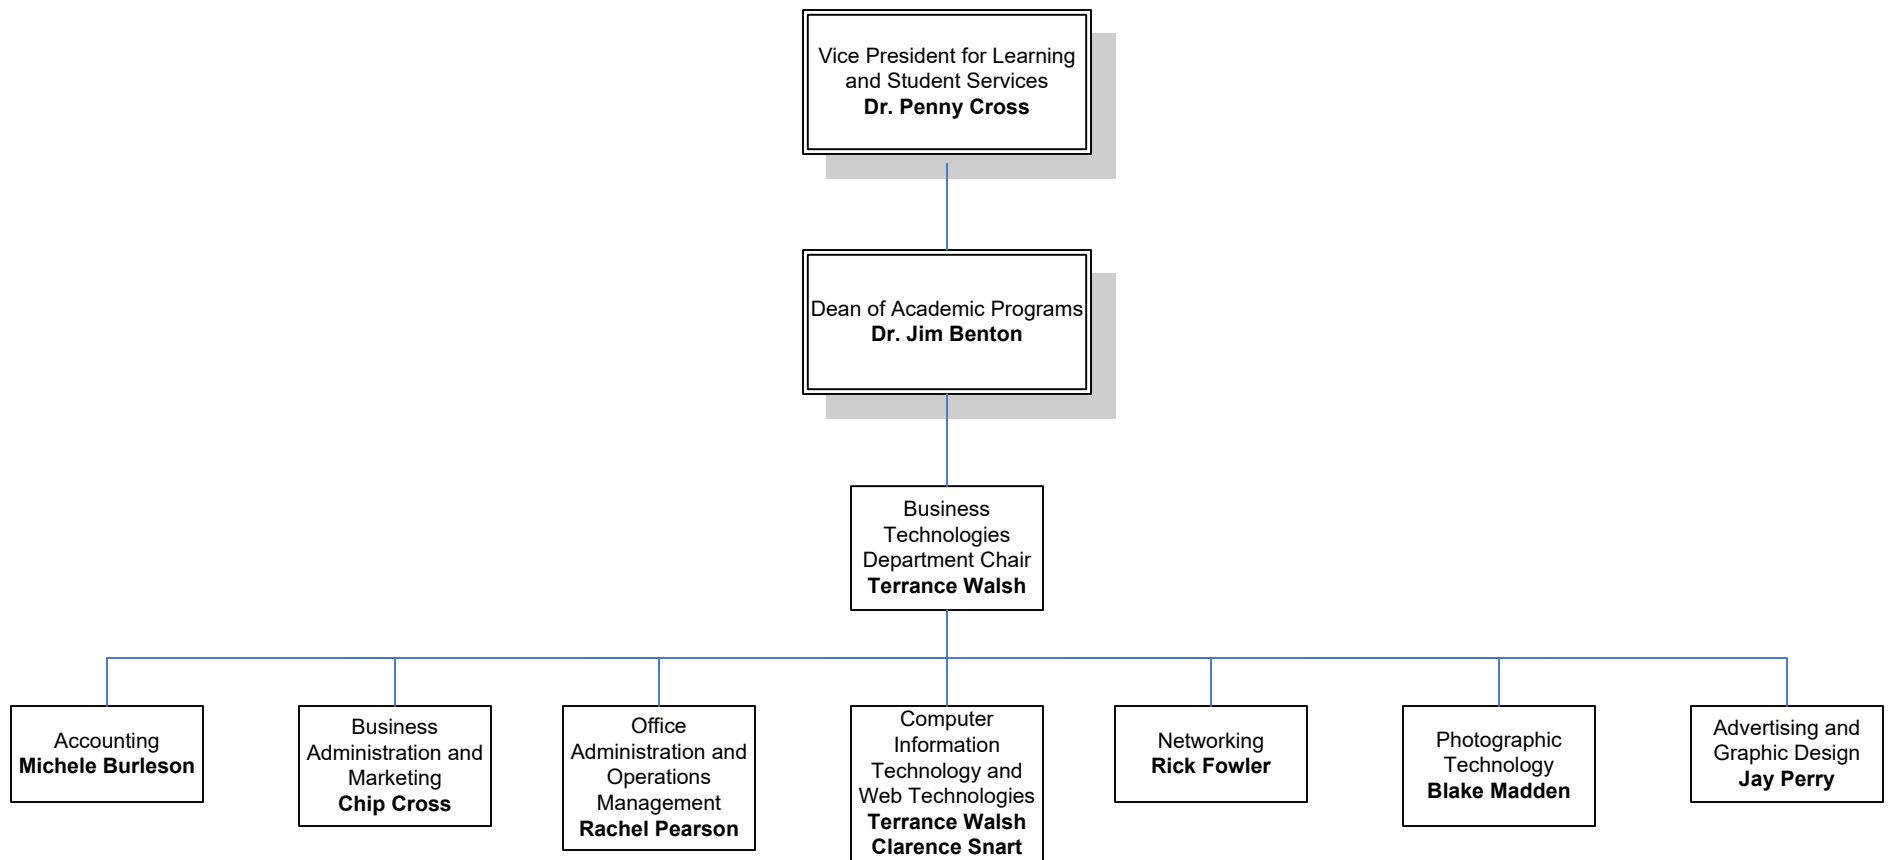 Vice President for Learning
and Student Services
Dr. Penny Cross
Dean of Academic Programs
Dr. Jim Benton
Business
Technologies
Department Chair
Terrance Walsh
Accounting
Michele Burleson
Business
Administration and
Marketing
Chip Cross
Office
Administration and
Operations
Management
Rachel Pearson
Computer
Information
Technology and
Web Technologies
Terrance Walsh
Clarence Snart
Networking
Rick Fowler
Photographic
Technology
Blake Madden
Advertising and
Graphic Design
Jay Perry